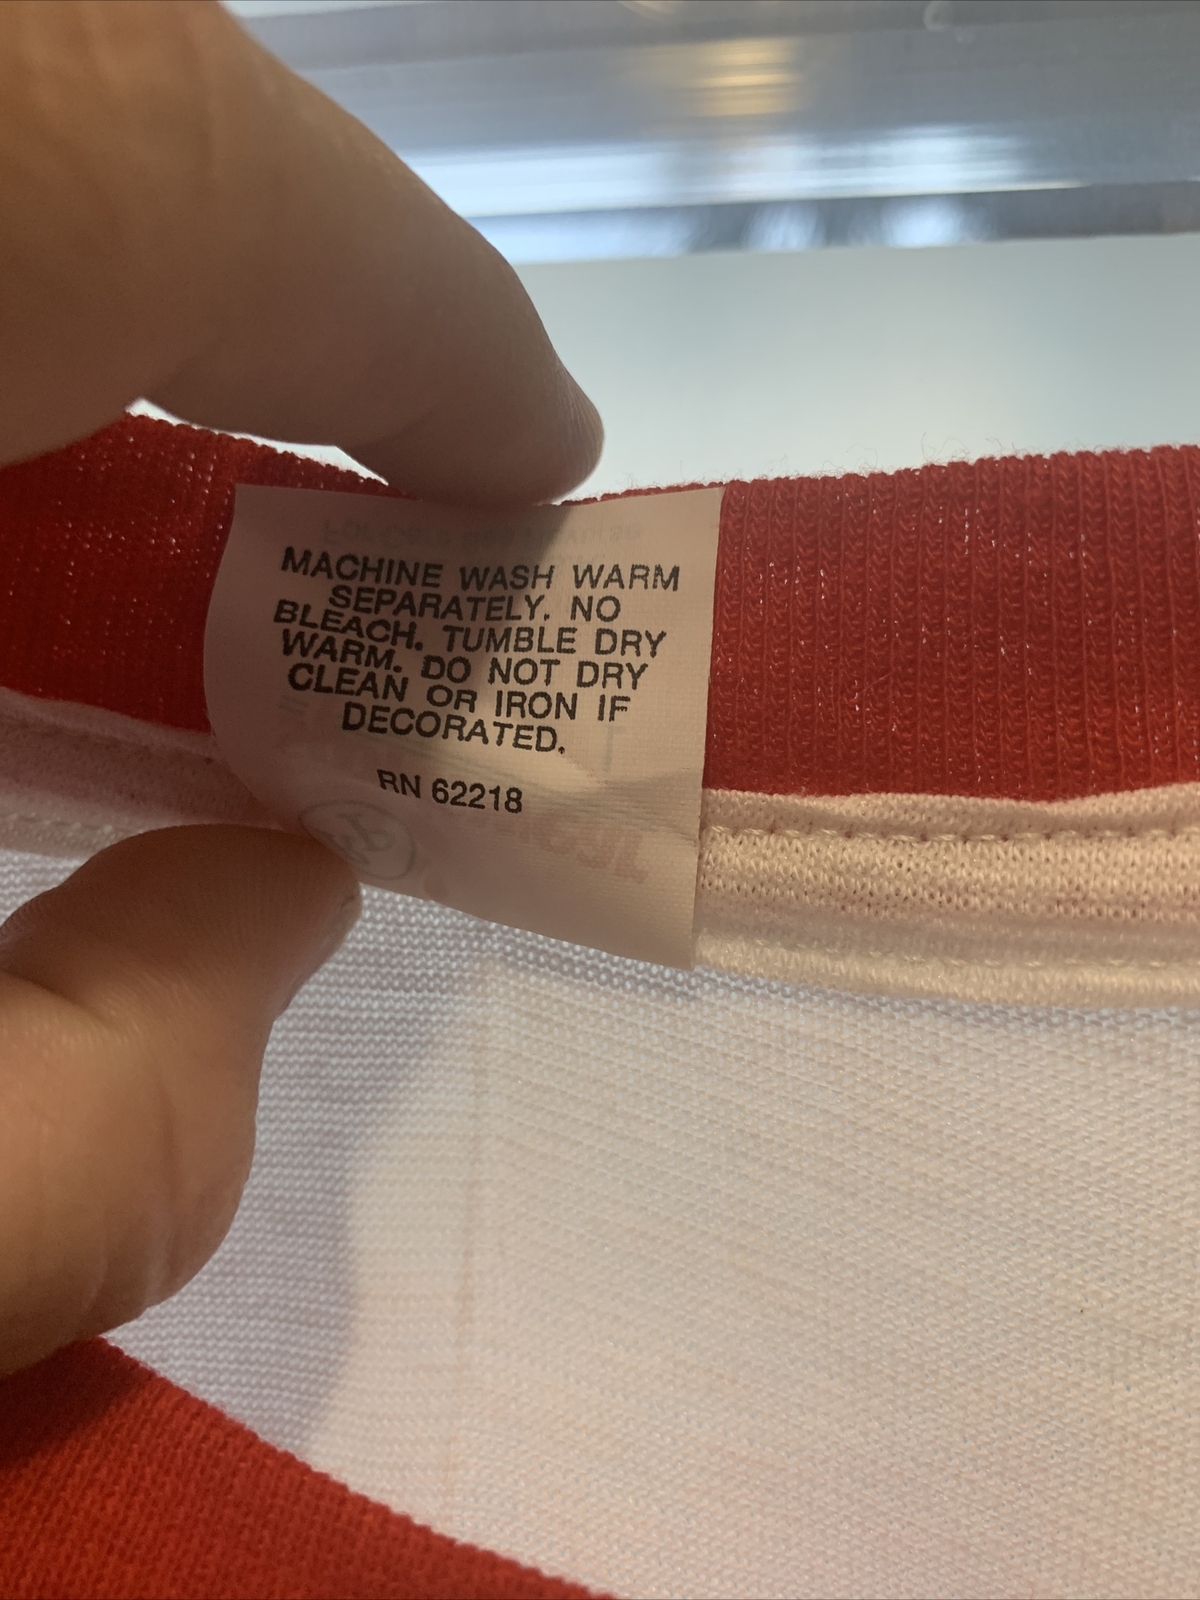 MACHINE WASH WARM
SEPARATELY. NO
BLEACH. TUMBLE DRY
WARM. DO NOT DRY
CLEAN OR IRON IF
DECORATED.
RN 62218